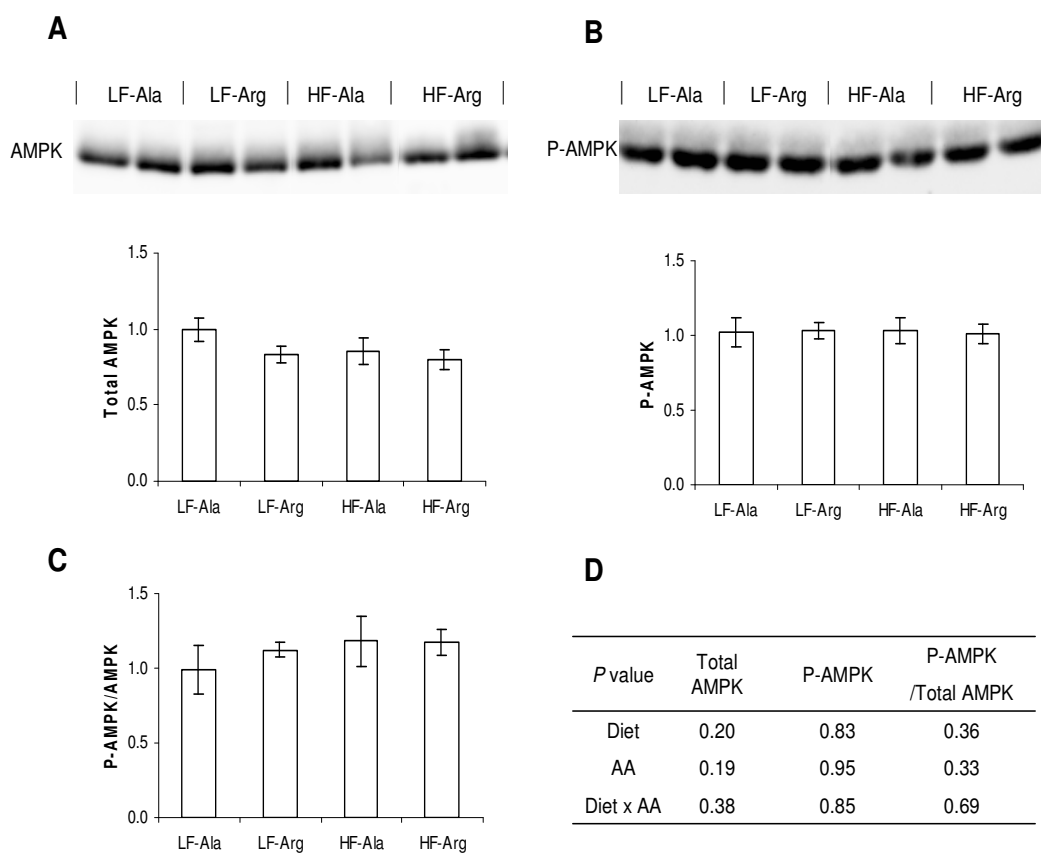 A
| LF-Ala | LF-Arg | HF-Ala | HF-Arg |
AMPK
1.5
1.0
0.5
0.0
Total AMPK
LF-Ala LF-Arg HF-Ala HF-Arg
B
| LF-Ala | LF-Arg | HF-Ala | HF-Arg
P-AMPK
1.5
1.0
0.5
0.0
P-AMPK
LF-Ala LF-Arg HF-Ala HF-Arg
C
1.5
1.0
0.5
0.0
P-AMPK/AMPK
LF-Ala LF-Arg HF-Ala HF-Arg
D
P value Total AMPK P-AMPK P-AMPK /Total AMPK
Diet 0.20 0.83 0.36
AA 0.19 0.95 0.33
Diet x AA 0.38 0.85 0.69